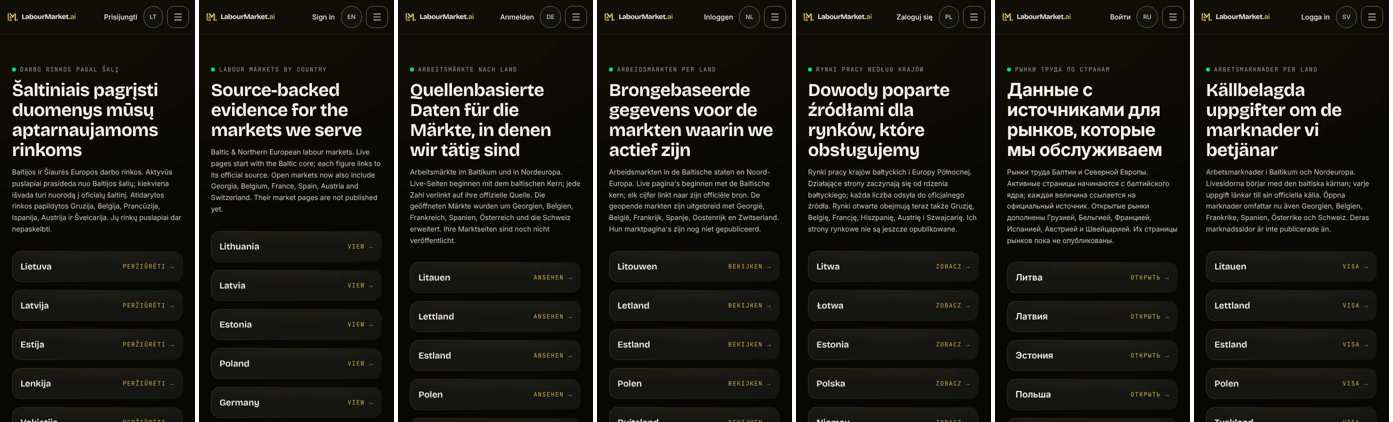 LabourMarket.ai
Prisijungti
LT
DARBO RINKOS PAGAL ŠALĮ
Šaltiniais pagrįsti
duomenys mūsų
aptarnaujamoms
rinkoms
Baltijos ir Šiaurės Europos darbo rinkos. Aktyvūs
puslapiai prasideda nuo Baltijos šalių; kiekviena
išvada turi nuorodą į oficialų šaltinį. Atidarytos
rinkos papildytos Gruzija, Belgija, Prancūzija,
Ispanija, Austrija ir Šveicarija. Jų rinkų puslapiai dar
nepaskelbti.
Lietuva
PERŽIŪRĖTI →
Latvija
PERŽIŪRĖTI →
Estija
PERŽIŪRĖTI →
Lenkija
PERŽIŪRĖTI →
LabourMarket.ai
Sign in
EN
LABOUR MARKETS BY COUNTRY
Source-backed
evidence for the
markets we serve
Baltic & Northern European labour markets. Live
pages start with the Baltic core; each figure links to
its official source. Open markets now also include
Georgia, Belgium, France, Spain, Austria and
Switzerland. Their market pages are not published
yet.
Lithuania
VIEW →
Latvia
VIEW →
Estonia
VIEW →
Poland
VIEW →
Germany
VIEW →
LabourMarket.ai
Anmelden
DE
ARBEITSMÄRKTE NACH LAND
Quellenbasierte
Daten für die
Märkte, in denen
wir tätig sind
Arbeitsmärkte im Baltikum und in Nordeuropa.
Live-Seiten beginnen mit dem baltischen Kern; jede
Zahl verlinkt auf ihre offizielle Quelle. Die
geöffneten Märkte wurden um Georgien, Belgien,
Frankreich, Spanien, Österreich und die Schweiz
erweitert. Ihre Marktseiten sind noch nicht
veröffentlicht.
Litauen
ANSEHEN →
Lettland
ANSEHEN →
Estland
ANSEHEN →
Polen
ANSEHEN →
LabourMarket.ai
Inloggen
NL
ARBEIDSMARKTEN PER LAND
Brongebaseerde
gegevens voor de
markten waarin we
actief zijn
Arbeidsmarkten in de Baltische staten en Noord-
Europa. Live pagina's beginnen met de Baltische
kern; elk cijfer linkt naar zijn officiële bron. De
geopende markten zijn uitgebreid met Georgië,
België, Frankrijk, Spanje, Oostenrijk en Zwitserland.
Hun marktpagina's zijn nog niet gepubliceerd.
Litouwen
BEKIJKEN →
Letland
BEKIJKEN →
Estland
BEKIJKEN →
Polen
BEKIJKEN →
LabourMarket.ai
Zaloguj się
PL
RYNKI PRACY WEDŁUG KRAJÓW
Dowody poparte
źródłami dla
rynków, które
obsługujemy
Rynki pracy krajów bałtyckich i Europy Północnej.
Działające strony zaczynają się od rdzenia
bałtyckiego; każda liczba odsyła do oficjalnego
źródła. Rynki otwarte obejmują teraz także Gruzję,
Belgię, Francję, Hiszpanię, Austrię i Szwajcarię. Ich
strony rynkowe nie są jeszcze opublikowane.
Litwa
ZOBACZ →
Łotwa
ZOBACZ →
Estonia
ZOBACZ →
Polska
ZOBACZ →
LabourMarket.ai
Войти
RU
РЫНКИ ТРУДА ПО СТРАНАМ
Данные с
источниками для
рынков, которые
мы обслуживаем
Рынки труда Балтии и Северной Европы.
Активные страницы начинаются с балтийского
ядра; каждая величина ссылается на
официальный источник. Открытые рынки
дополнены Грузией, Бельгией, Францией,
Испанией, Австрией и Швейцарией. Их страницы
рынков пока не опубликованы.
Литва
ОТКРЫТЬ →
Латвия
ОТКРЫТЬ →
Эстония
ОТКРЫТЬ →
Польша
ОТКРЫТЬ →
LabourMarket.ai
Logga in
SV
ARBETSMARKNADER PER LAND
Källbelagda
uppgifter om de
marknader vi
betjänar
Arbetsmarknader i Baltikum och Nordeuropa.
Livesidorna börjar med den baltiska kärnan; varje
värde länkar till sin officiella källa. Öppna
marknader omfattar nu även Georgien, Belgien,
Frankrike, Spanien, Österrike och Schweiz. Deras
marknadssidor är inte publicerade än.
Litauen
VISA →
Lettland
VISA →
Estland
VISA →
Polen
VISA →